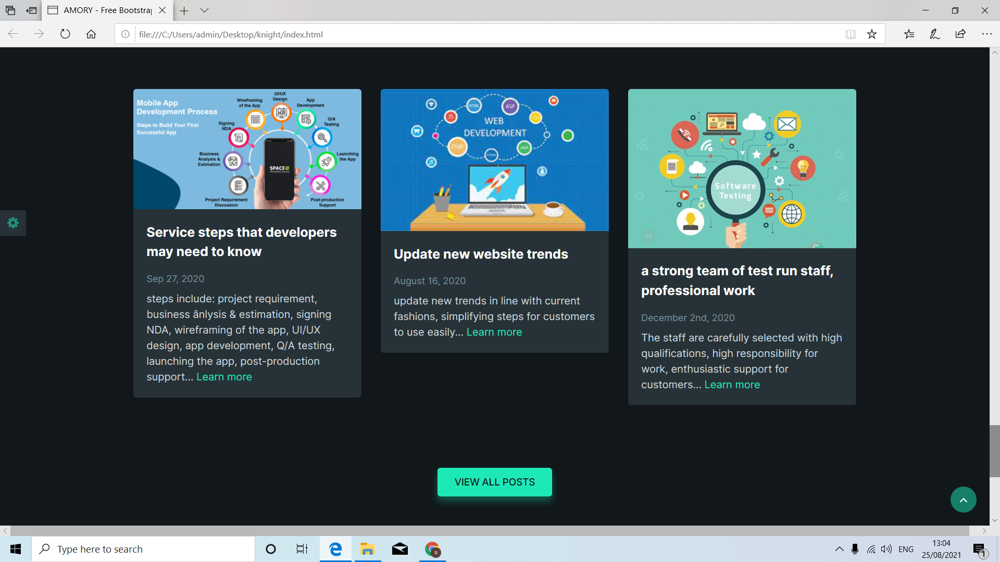 AMORY - Free Bootstrap
file:///C:/Users/admin/Desktop/knight/index.html
Mobile App
Development Process
Steps to Build Your First
Successful App
Wireframing
of the App
UI/UX
Design
App
Development
Signing
NDA
Q/A
Testing
Business
Analysis &
Estimation
Launching
the App
SPACEO
TECHNOLOGIES
Project Requirement
Discussion
Post-production
Support
Service steps that developers
may need to know
Sep 27, 2020
steps include: project requirement,
business ânlysis & estimation, signing
NDA, wireframing of the app, UI/UX
design, app development, Q/A testing,
launching the app, post-production
support... Learn more
HTML
ASP
JS
WEB
DEVELOPMENT
PHP
JAVA
PYTHON
Update new website trends
August 16, 2020
update new trends in line with current
fashions, simplifying steps for customers
to use easily... Learn more
Software
Testing
a strong team of test run staff,
professional work
December 2nd, 2020
The staff are carefully selected with high
qualifications, high responsibility for
work, enthusiastic support for
customers... Learn more
VIEW ALL POSTS
Type here to search
S
ENG
13:04
25/08/2021
1